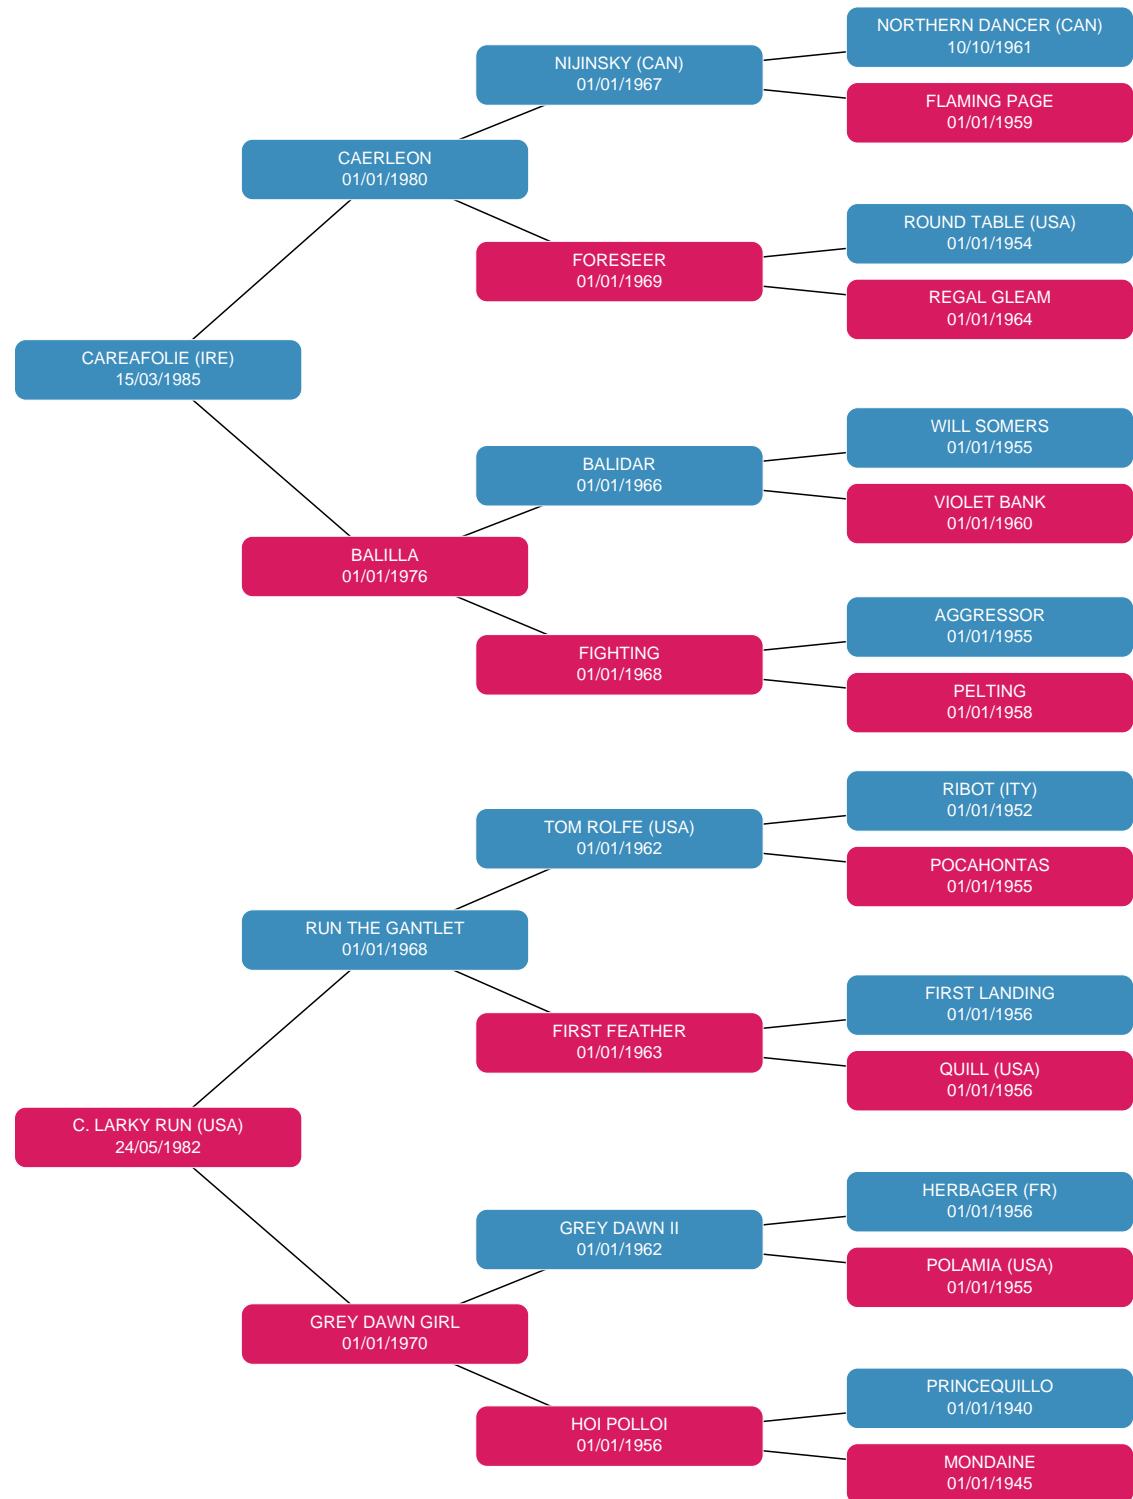 NORTHERN DANCER (CAN)
10/10/1961
NIJINSKY (CAN)
01/01/1967
FLAMING PAGE
01/01/1959
CAERLEON
01/01/1980
ROUND TABLE (USA)
01/01/1954
FORESEER
01/01/1969
REGAL GLEAM
01/01/1964
CAREAFOLIE (IRE)
15/03/1985
WILL SOMERS
01/01/1955
BALIDAR
01/01/1966
VIOLET BANK
01/01/1960
BALILLA
01/01/1976
AGGRESSOR
01/01/1955
FIGHTING
01/01/1968
PELTING
01/01/1958
RIBOT (ITY)
01/01/1952
TOM ROLFE (USA)
01/01/1962
POCAHONTAS
01/01/1955
RUN THE GANTLET
01/01/1968
FIRST LANDING
01/01/1956
FIRST FEATHER
01/01/1963
QUILL (USA)
01/01/1956
C. LARKY RUN (USA)
24/05/1982
HERBAGER (FR)
01/01/1956
GREY DAWN II
01/01/1962
POLAMIA (USA)
01/01/1955
GREY DAWN GIRL
01/01/1970
PRINCEQUILLO
01/01/1940
HOI POLLOI
01/01/1956
MONDAINE
01/01/1945